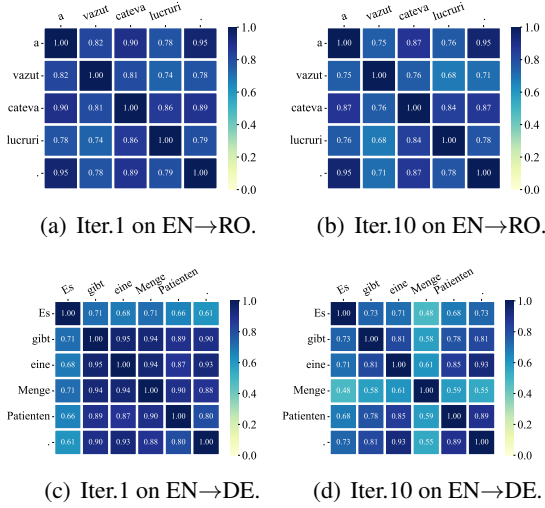 a vazut cateva lucruri . a vazut cateva lucruri .
a 1.00 0.82 0.90 0.78 0.95 1.0 a 1.00 0.75 0.87 0.76 0.95 1.0
0.8 0.8
vazut 0.82 1.00 0.81 0.74 0.78 vazut 0.75 1.00 0.76 0.68 0.71
0.6 0.6
cateva 0.90 0.81 1.00 0.86 0.89 cateva 0.87 0.76 1.00 0.84 0.87
0.4 0.4
lucruri 0.78 0.74 0.86 1.00 0.79 lucruri 0.76 0.68 0.84 1.00 0.78
0.2 0.2
. 0.95 0.78 0.89 0.79 1.00 0.0 . 0.95 0.71 0.87 0.78 1.00 0.0
(a) Iter.1 on EN→RO. (b) Iter.10 on EN→RO.
Es gibt eine Menge Patienten . Es gibt eine Menge Patienten .
Es 1.00 0.71 0.68 0.71 0.66 0.61 1.0 Es 1.00 0.73 0.71 0.48 0.68 0.73 1.0
gibt 0.71 1.00 0.95 0.94 0.89 0.90 0.8 gibt 0.73 1.00 0.81 0.58 0.78 0.81 0.8
eine 0.68 0.95 1.00 0.94 0.87 0.93 0.6 eine 0.71 0.81 1.00 0.61 0.85 0.93 0.6
Menge 0.71 0.94 0.94 1.00 0.90 0.88 0.4 Menge 0.48 0.58 0.61 1.00 0.59 0.55 0.4
Patienten 0.66 0.89 0.87 0.90 1.00 0.80 0.2 Patienten 0.68 0.78 0.85 0.59 1.00 0.89 0.2
. 0.61 0.90 0.93 0.88 0.80 1.00 0.0 . 0.73 0.81 0.93 0.55 0.89 1.00 0.0
(c) Iter.1 on EN→DE. (d) Iter.10 on EN→DE.